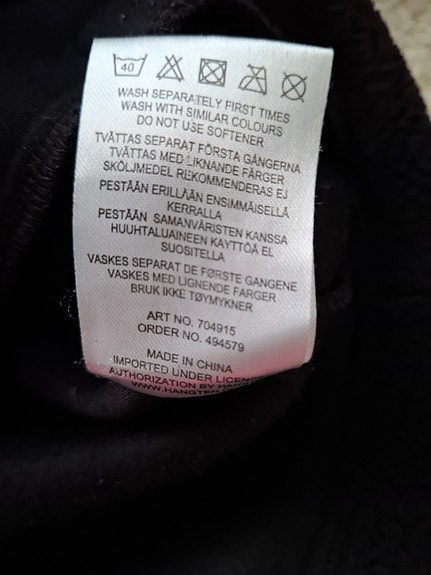 40
WASH SEPARATELY FIRST TIMES
WASH WITH SIMILAR COLOURS
DO NOT USE SOFTENER
TVÄTTAS SEPARAT FÖRSTA GÅNGERNA
TVÄTTAS MED LIKNANDE FÄRGER
SKÖLJMEDEL REKOMMENDERAS EJ
PESTÄÄN ERILLÄÄN ENSIMMÄISELLÄ
KERRALLA
PESTÄÄN SAMANVÄRISTEN KANSSA
HUUHTALUAINEEN KÄYTTÖÄ EL
SUOSITELLA
VASKES SEPARAT DE FØRSTE GANGENE
VASKES MED LIGNENDE FARGER
BRUK IKKE TØYMYKNER
ART NO. 704915
ORDER NO. 494579
MADE IN CHINA
IMPORTED UNDER
AUTHORIZATION BY